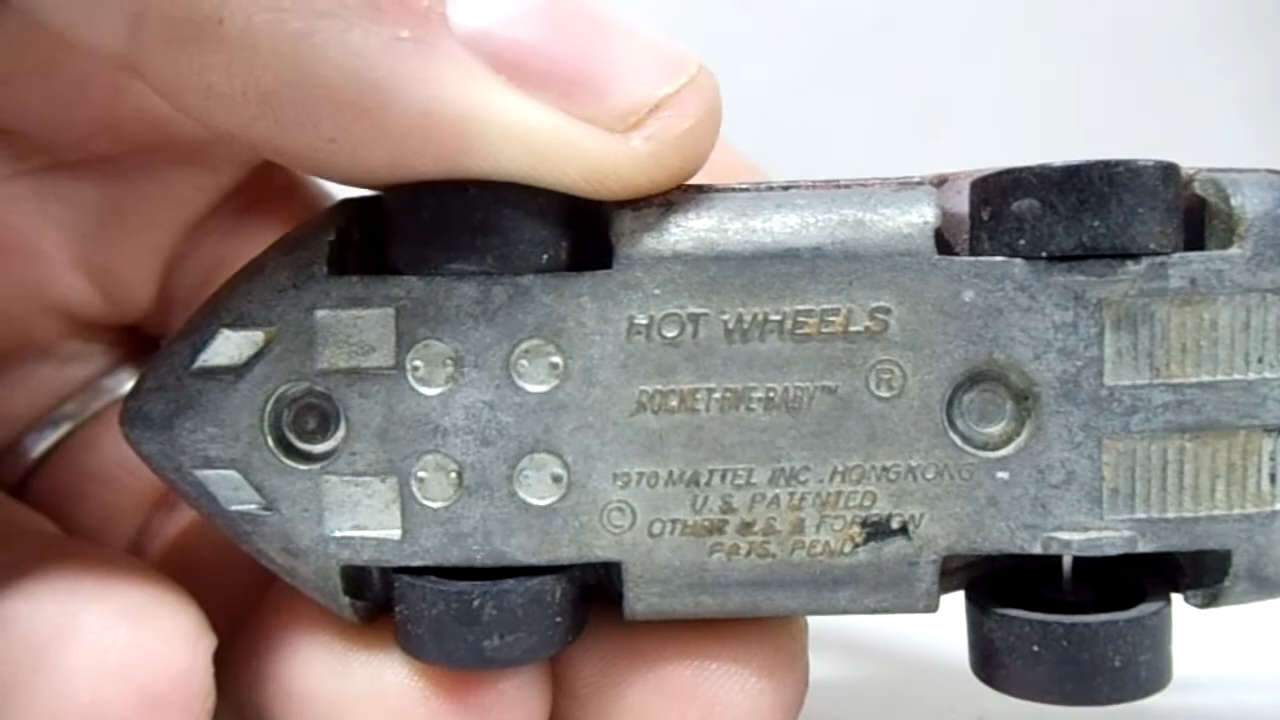 HOT WHEELS
®
ROCKET-BYE-BABY™
1970 MATTEL INC. HONG KONG
U.S. PATENTED
© OTHER U.S. & FOREIGN
PATS. PEND